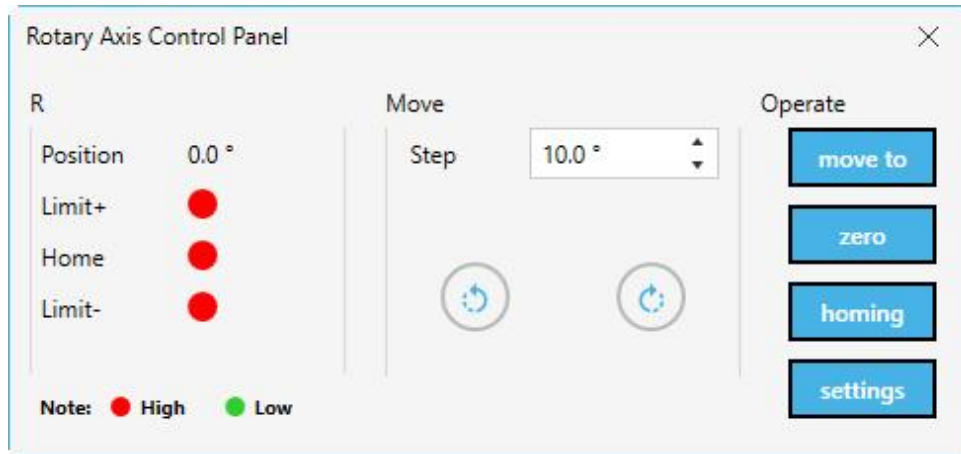 Rotary Axis Control Panel
R
Position 0.0 °
Limit+
Home
Limit-
Note: High Low
Move
Step 10.0 °
Operate
move to
zero
homing
settings